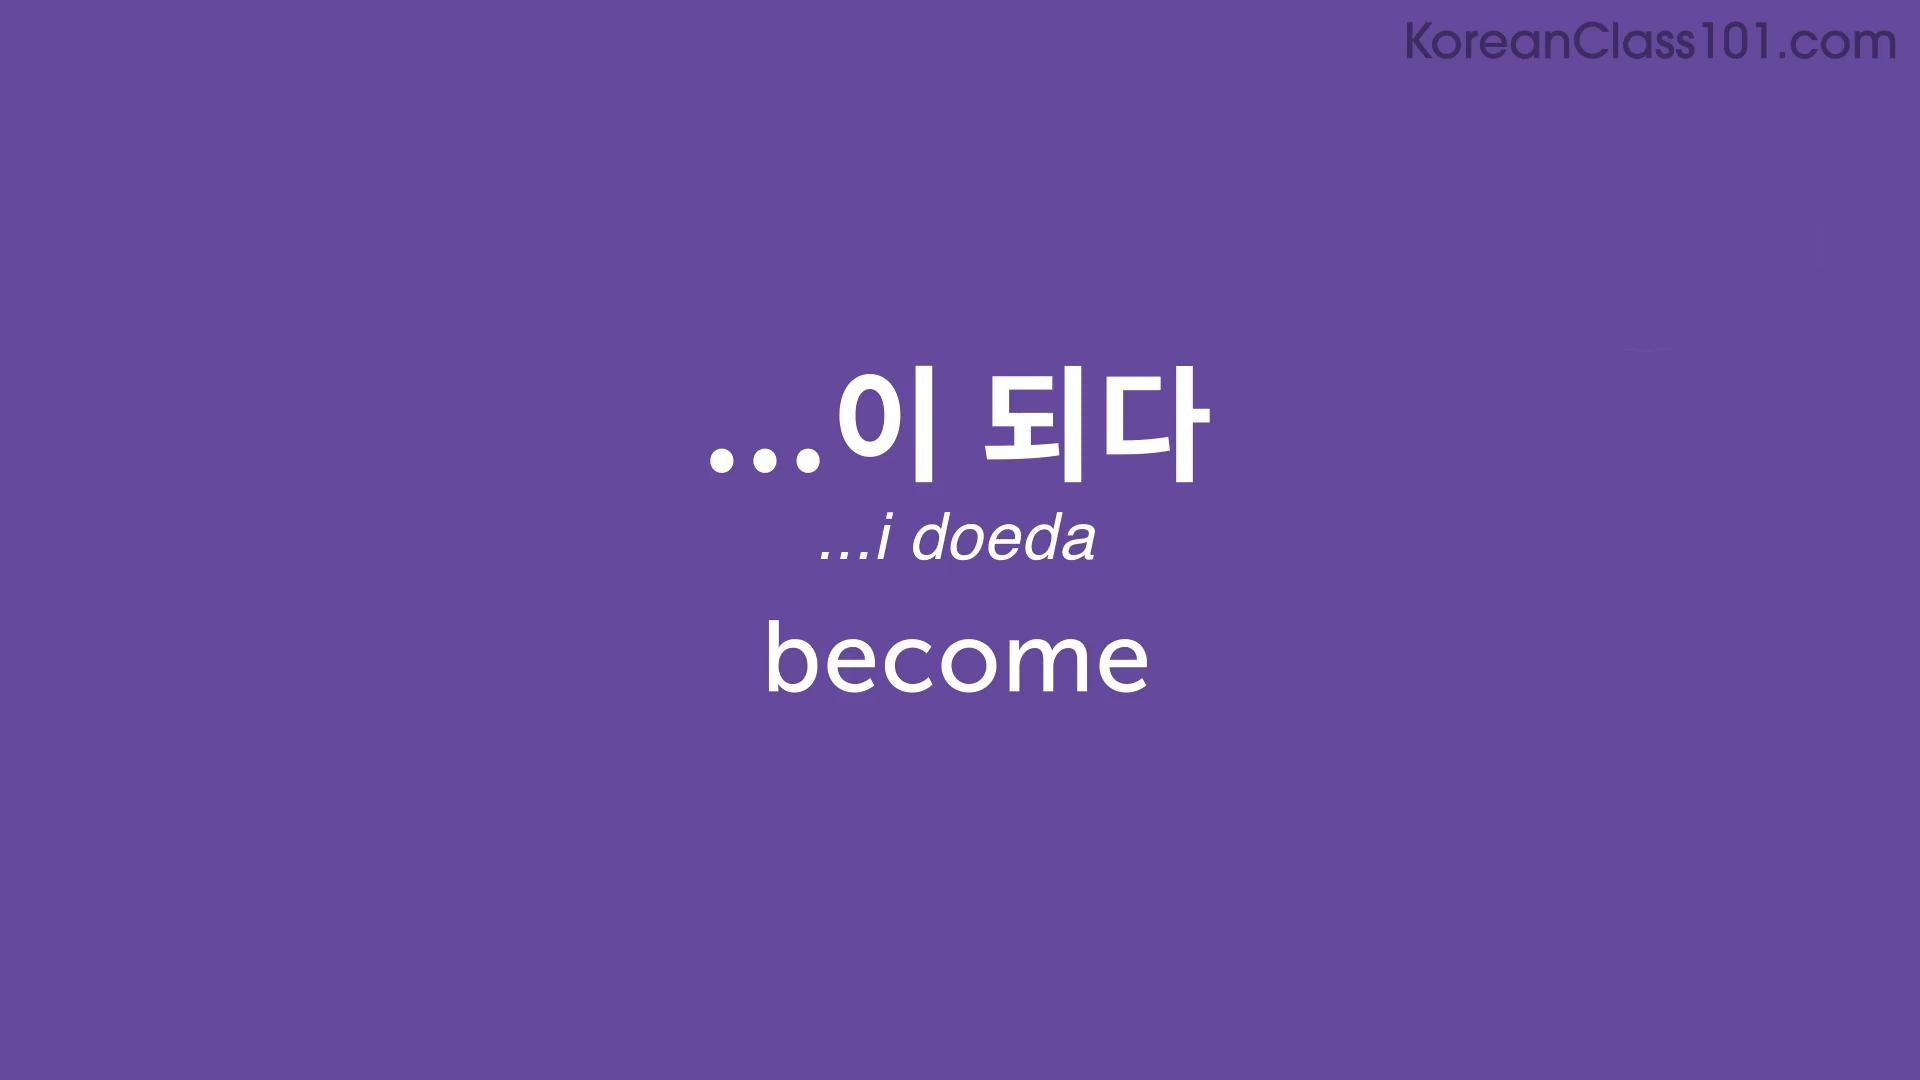 KoreanClass101.com
...이 되다
...i doeda
become